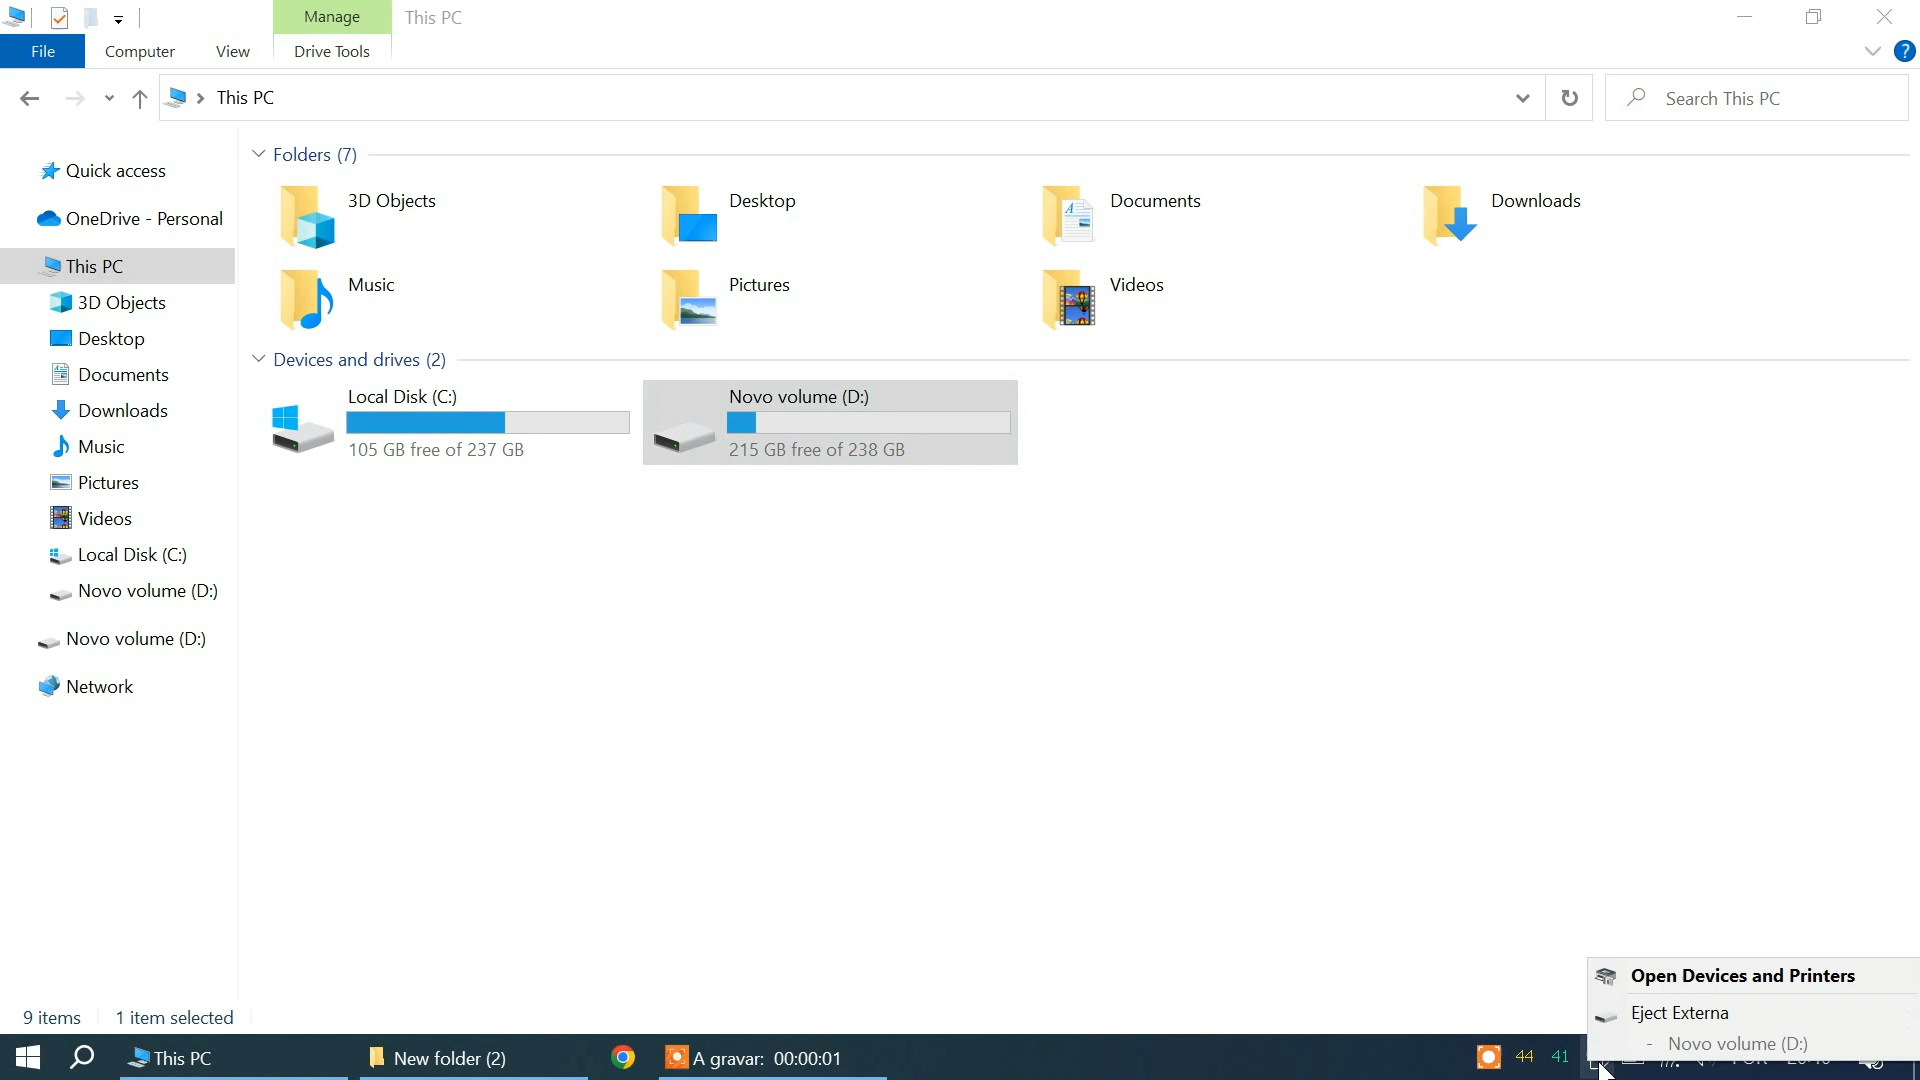 Manage
This PC
File
Computer
View
Drive Tools
?
This PC
Search This PC
Quick access
OneDrive - Personal
This PC
3D Objects
Desktop
Documents
Downloads
Music
Pictures
Videos
Local Disk (C:)
Novo volume (D:)
Novo volume (D:)
Network
Folders (7)
3D Objects
Desktop
Documents
Downloads
Music
Pictures
Videos
Devices and drives (2)
Local Disk (C:)
105 GB free of 237 GB
Novo volume (D:)
215 GB free of 238 GB
9 items
1 item selected
Open Devices and Printers
Eject Externa
- Novo volume (D:)
This PC
New folder (2)
A gravar: 00:00:01
44
41